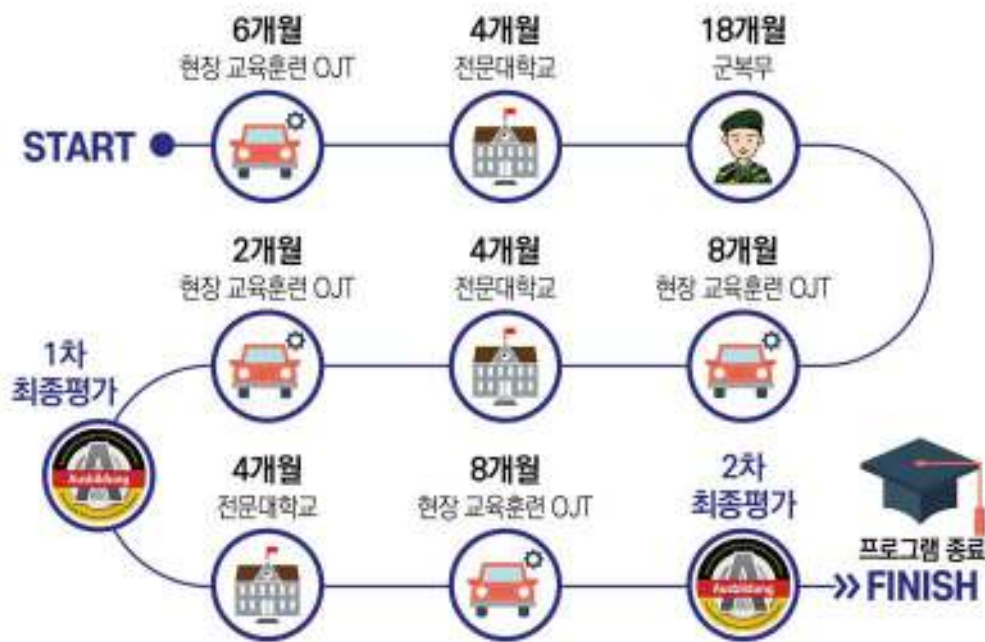 6개월
현장 교육훈련 OJT
4개월
전문대학교
18개월
군복무
START
2개월
현장 교육훈련 OJT
4개월
전문대학교
8개월
현장 교육훈련 OJT
1차
최종평가
Ausbildung
4개월
전문대학교
8개월
현장 교육훈련 OJT
2차
최종평가
Ausbildung
프로그램 종료
FINISH